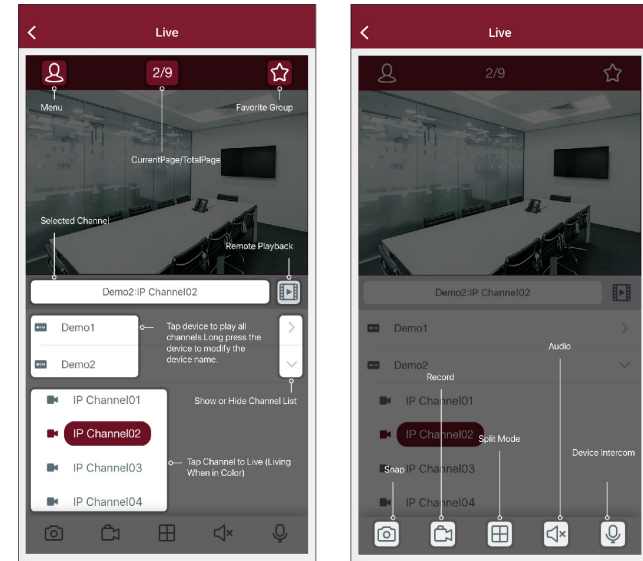 Live
2/9
Menu
Favorite Group
CurrentPage/TotalPage
Selected Channel
Remote Playback
Demo2:IP Channel02
Demo1
Tap device to play all
channels.Long press the
device to modify the
device name.
Demo2
IP Channel01
Show or Hide Channel List
IP Channel02
IP Channel03
Tap Channel to Live (Living
When in Color)
IP Channel04
Live
2/9
Demo2:IP Channel02
Demo1
Audio
Demo2
Record
IP Channel01
IP Channel02
Split Mode
Device Intercom
Snap
IP Channel03
IP Channel04